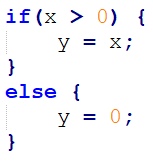 if(x > 0) {
    y = x;
}
else {
    y = 0;
}